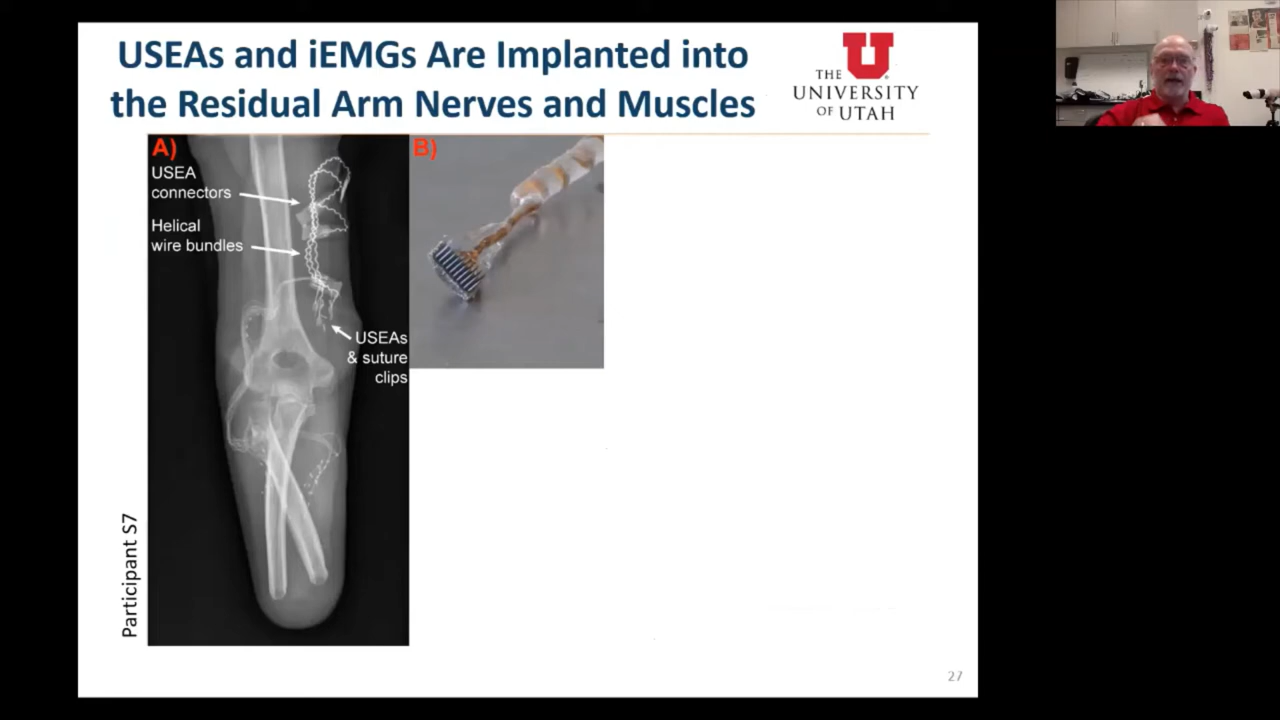 USEAs and iEMGs Are Implanted into
the Residual Arm Nerves and Muscles
THE
UNIVERSITY
OF UTAH
A)
USEA
connectors
Helical
wire bundles
USEAs
& suture
clips
B)
Participant S7
27